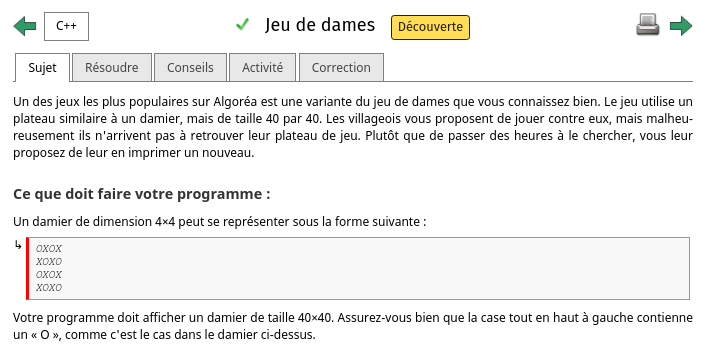 C++
Jeu de dames
Découverte
Sujet
Résoudre
Conseils
Activité
Correction
Un des jeux les plus populaires sur Algoréa est une variante du jeu de dames que vous connaissez bien. Le jeu utilise un
plateau similaire à un damier, mais de taille 40 par 40. Les villageois vous proposent de jouer contre eux, mais malheu-
reusement ils n'arrivent pas à retrouver leur plateau de jeu. Plutôt que de passer des heures à le chercher, vous leur
proposez de leur en imprimer un nouveau.
Ce que doit faire votre programme :
Un damier de dimension 4×4 peut se représenter sous la forme suivante :
OXOX
XOXO
OXOX
XOXO
Votre programme doit afficher un damier de taille 40×40. Assurez-vous bien que la case tout en haut à gauche contienne
un « O », comme c'est le cas dans le damier ci-dessus.